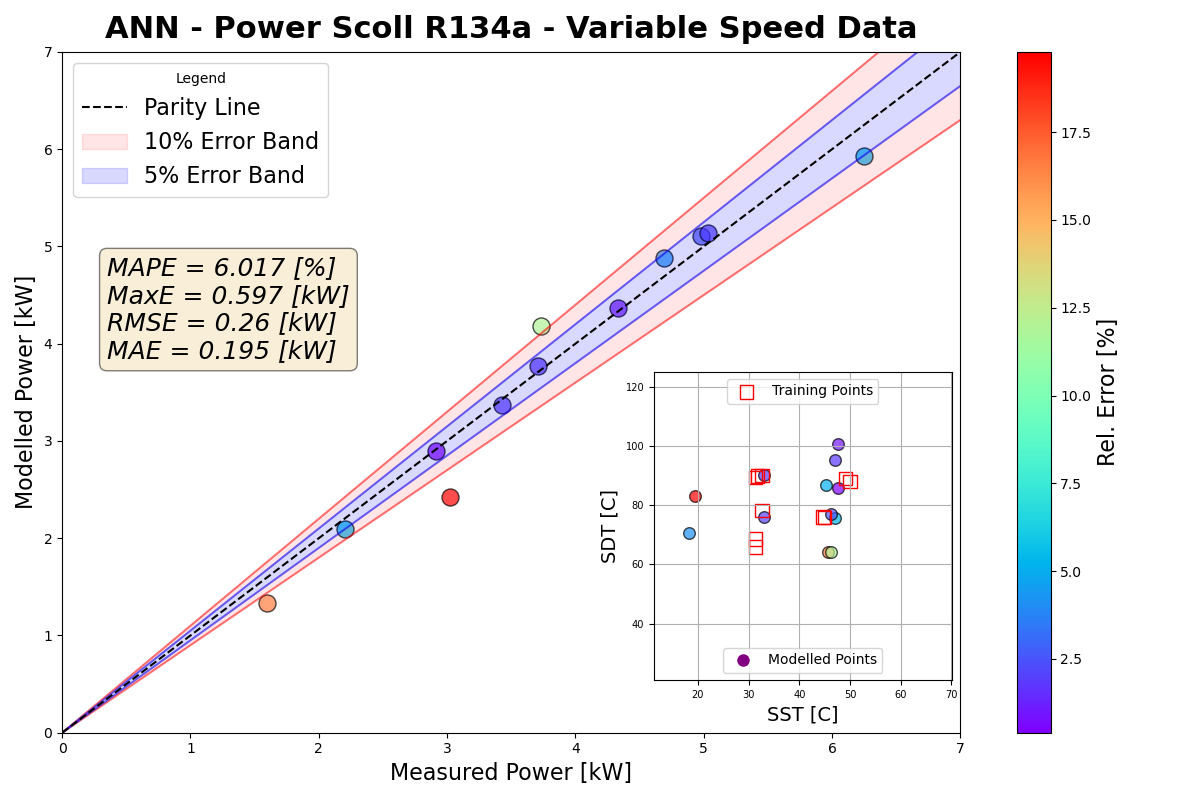 ANN - Power Scoll R134a - Variable Speed Data
Modelled Power [kW]
7
6
5
4
3
2
1
0
Legend
Parity Line
10% Error Band
5% Error Band
MAPE = 6.017 [%]
MaxE = 0.597 [kW]
RMSE = 0.26 [kW]
MAE = 0.195 [kW]
SDT [C]
120
100
80
60
40
Training Points
Modelled Points
20 30 40 50 60 70
SST [C]
0 1 2 3 4 5 6 7
Measured Power [kW]
17.5
15.0
12.5
10.0
7.5
5.0
2.5
Rel. Error [%]